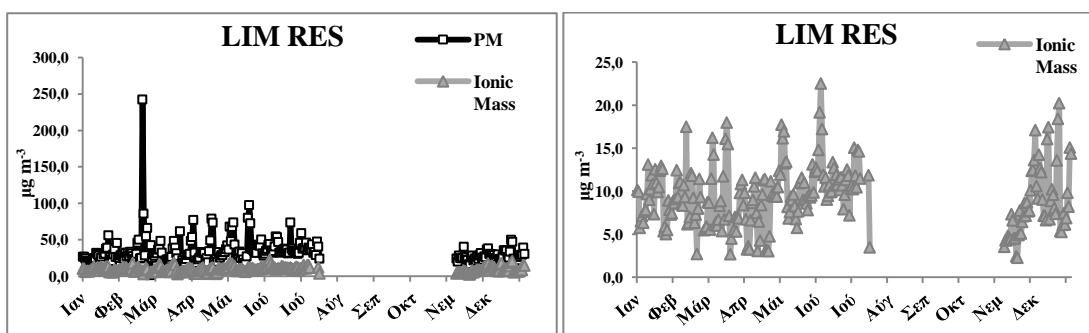 LIM RES
PM
Ionic
Mass
μg m-3
300,0
250,0
200,0
150,0
100,0
50,0
0,0
Ιαν
Φεβ
Μάρ
Απρ
Μάι
Ιού
Ιού
Αύγ
Σεπ
Οκτ
Νεμ
Δεκ
LIM RES
Ionic
Mass
μg m-3
25,0
20,0
15,0
10,0
5,0
0,0
Ιαν
Φεβ
Μάρ
Απρ
Μάι
Ιού
Ιού
Αύγ
Σεπ
Οκτ
Νεμ
Δεκ